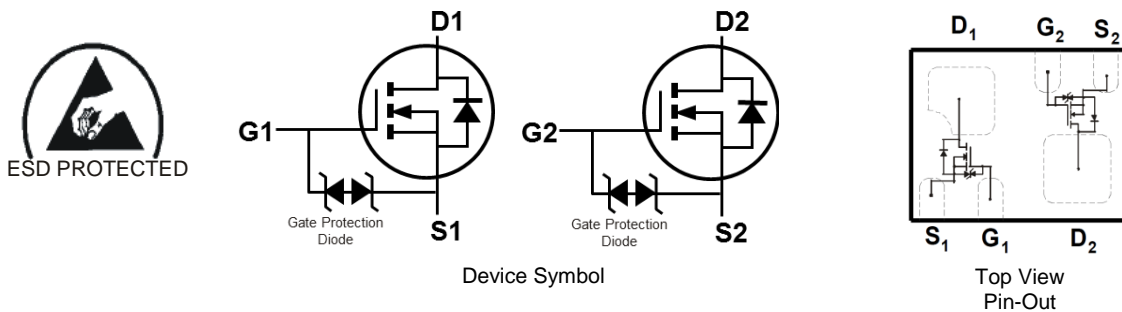 ESD PROTECTED
D1
G1
Gate Protection
Diode
S1
D2
G2
Gate Protection
Diode
S2
Device Symbol
D1 G2 S2
S1 G1 D2
Top View
Pin-Out